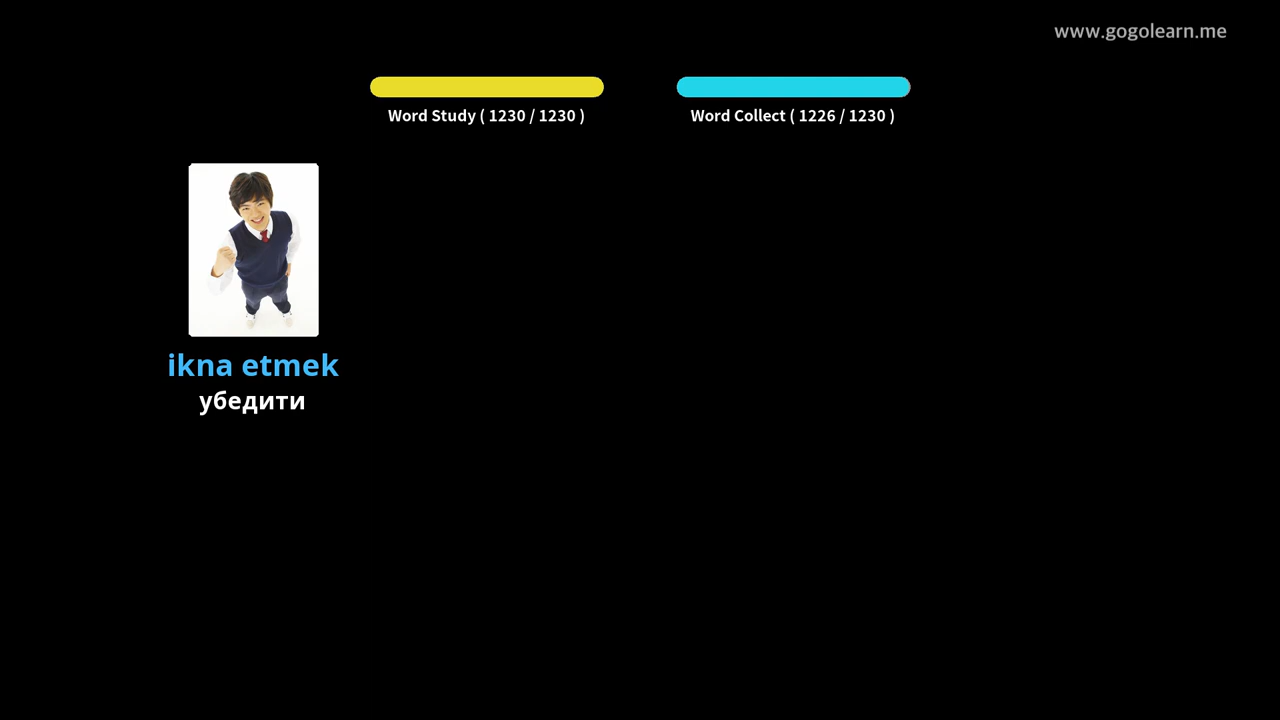 www.gogolearn.me
Word Study ( 1230 / 1230 )
Word Collect ( 1226 / 1230 )
ikna etmek
убедити